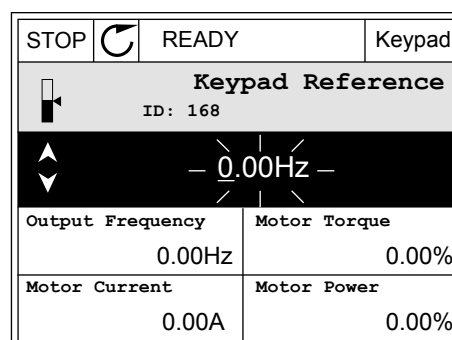 STOP READY Keypad
Keypad Reference
ID: 168
0.00Hz
Output Frequency Motor Torque
0.00Hz 0.00%
Motor Current Motor Power
0.00A 0.00%